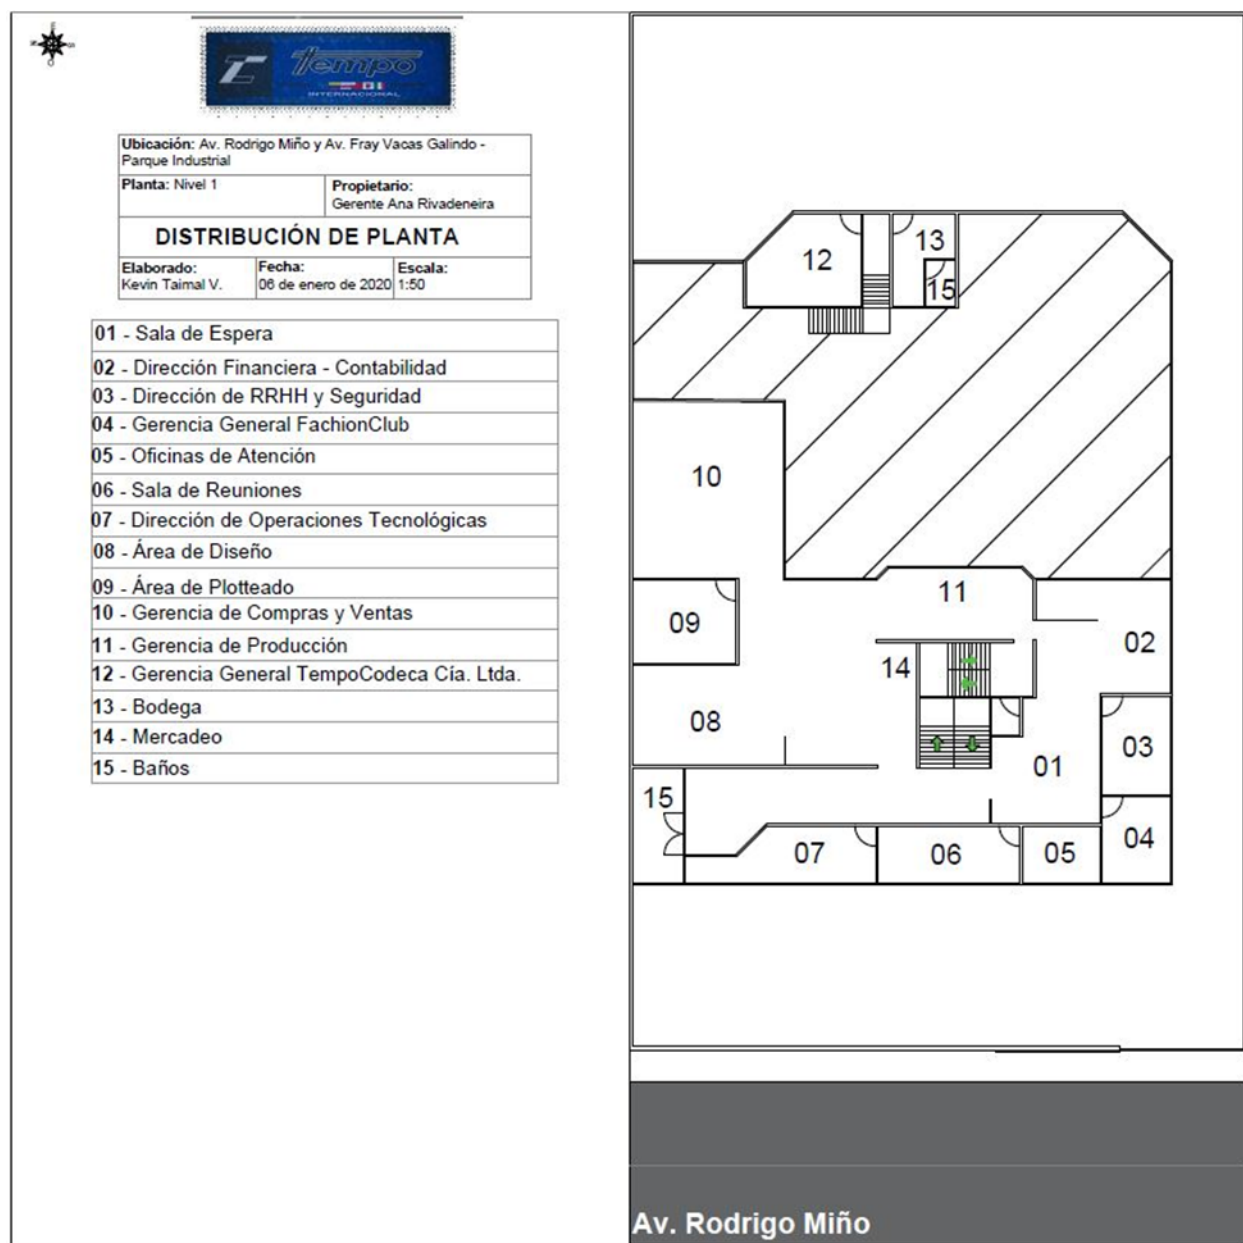 Tempo
INTERNACIONAL
Ubicación: Av. Rodrigo Miño y Av. Fray Vacas Galindo -
Parque Industrial
Planta: Nivel 1
Propietario:
Gerente Ana Rivadeneira
DISTRIBUCIÓN DE PLANTA
Elaborado:
Kevin Taimal V.
Fecha:
06 de enero de 2020
Escala:
1:50
01 - Sala de Espera
02 - Dirección Financiera - Contabilidad
03 - Dirección de RRHH y Seguridad
04 - Gerencia General FachionClub
05 - Oficinas de Atención
06 - Sala de Reuniones
07 - Dirección de Operaciones Tecnológicas
08 - Área de Diseño
09 - Área de Plotteado
10 - Gerencia de Compras y Ventas
11 - Gerencia de Producción
12 - Gerencia General TempoCodeca Cía. Ltda.
13 - Bodega
14 - Mercadeo
15 - Baños
12
13
15
10
11
09
02
14
08
03
01
15
04
07
06
05
Av. Rodrigo Miño